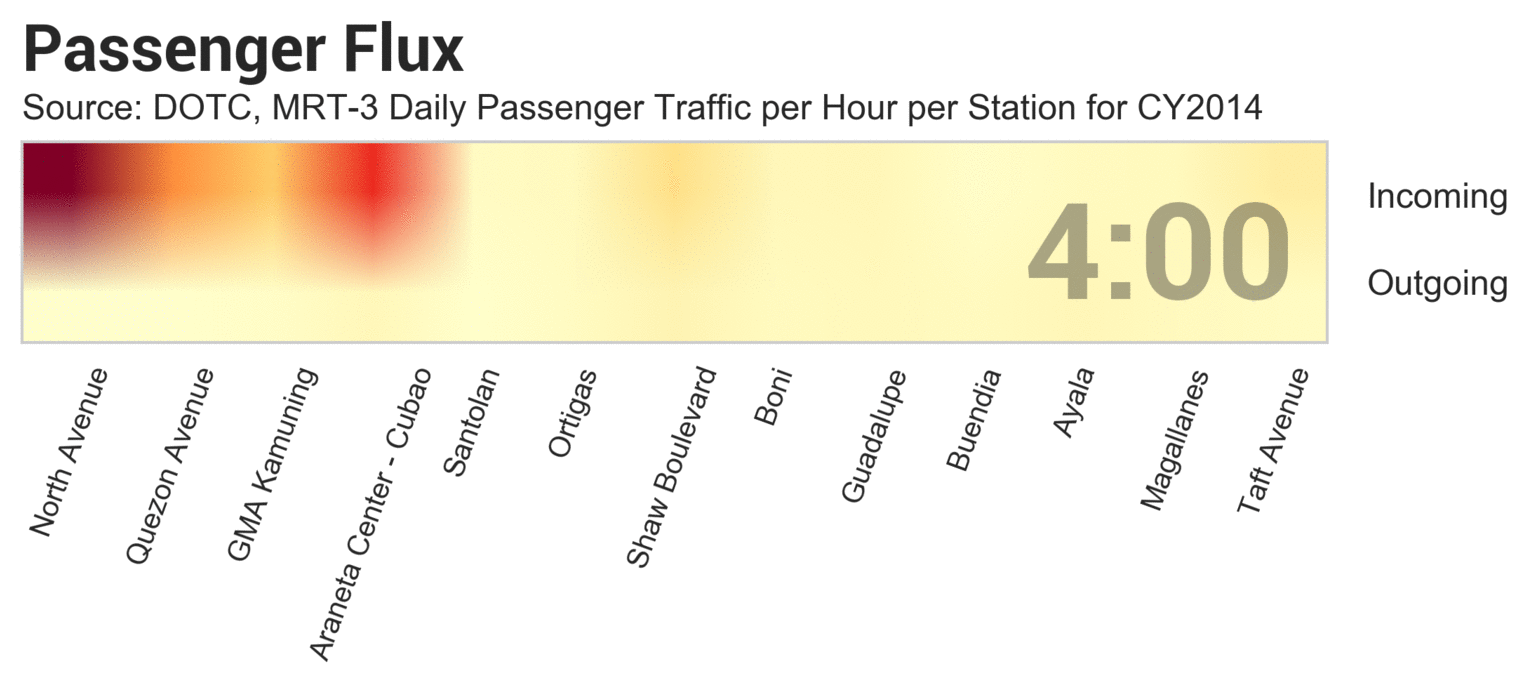 Passenger Flux
Source: DOTC, MRT-3 Daily Passenger Traffic per Hour per Station for CY2014
Incoming
4:00
Outgoing
North Avenue
Quezon Avenue
GMA Kamuning
Araneta Center - Cubao
Santolan
Ortigas
Shaw Boulevard
Boni
Guadalupe
Buendia
Ayala
Magallanes
Taft Avenue